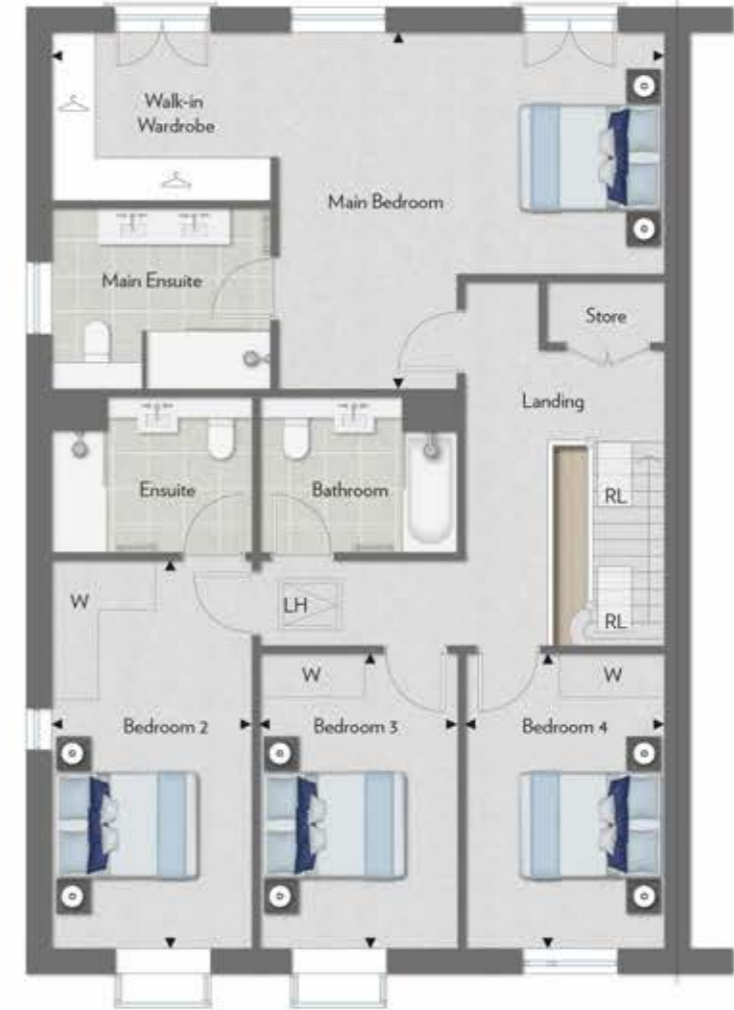 Walk-in
Wardrobe
Main Bedroom
Main Ensuite
Store
Landing
Ensuite
Bathroom
RL
W
LH
RL
W
W
Bedroom 2
Bedroom 3
Bedroom 4